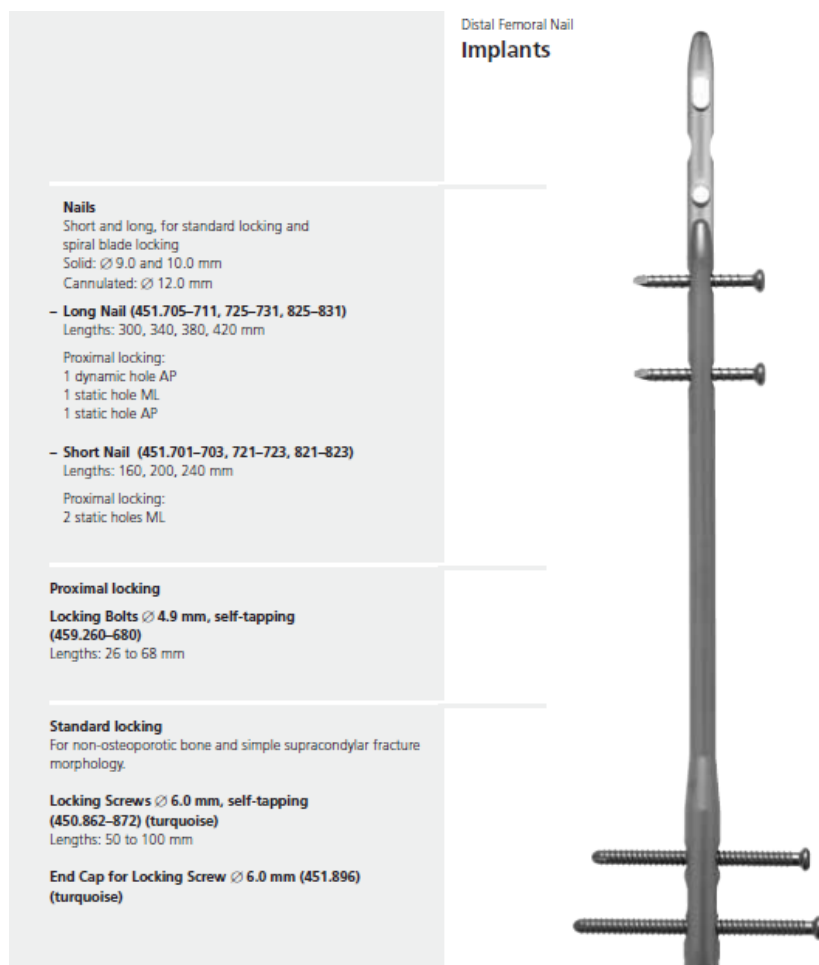 Distal Femoral Nail
Implants
Nails
Short and long, for standard locking and
spiral blade locking
Solid: ∅ 9.0 and 10.0 mm
Cannulated: ∅ 12.0 mm
– Long Nail (451.705–711, 725–731, 825–831)
Lengths: 300, 340, 380, 420 mm
Proximal locking:
1 dynamic hole AP
1 static hole ML
1 static hole AP
– Short Nail (451.701–703, 721–723, 821–823)
Lengths: 160, 200, 240 mm
Proximal locking:
2 static holes ML
Proximal locking
Locking Bolts ∅ 4.9 mm, self-tapping
(459.260–680)
Lengths: 26 to 68 mm
Standard locking
For non-osteoporotic bone and simple supracondylar fracture
morphology.
Locking Screws ∅ 6.0 mm, self-tapping
(450.862–872) (turquoise)
Lengths: 50 to 100 mm
End Cap for Locking Screw ∅ 6.0 mm (451.896)
(turquoise)